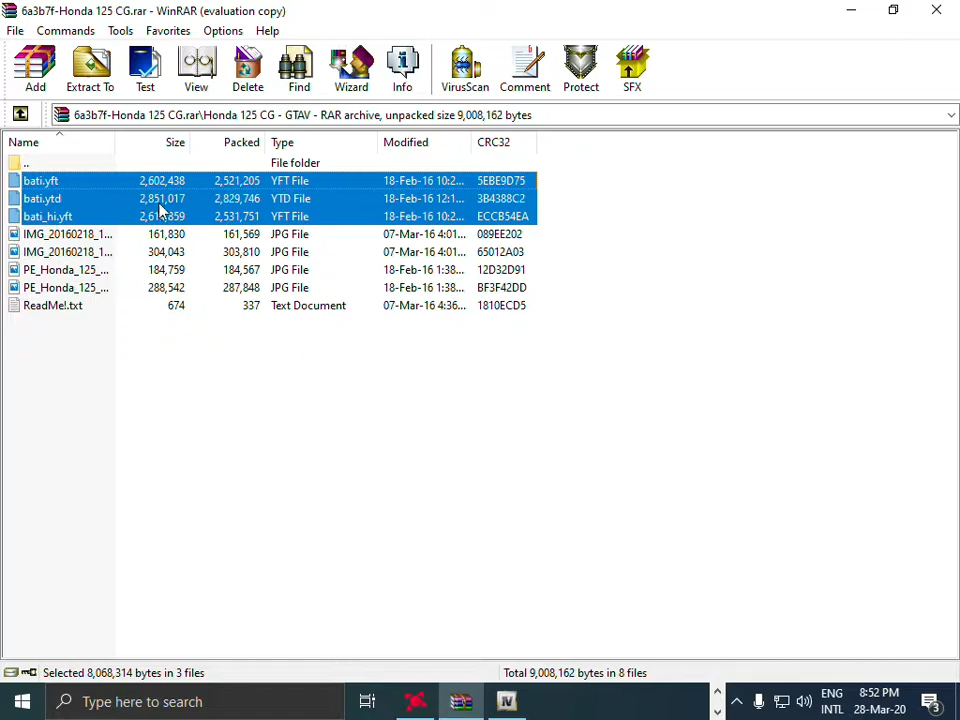 6a3b7f-Honda 125 CG.rar - WinRAR (evaluation copy)
File Commands Tools Favorites Options Help
Add Extract To Test View Delete Find Wizard Info VirusScan Comment Protect SFX
6a3b7f-Honda 125 CG.rar\Honda 125 CG - GTAV - RAR archive, unpacked size 9,008,162 bytes
Name Size Packed Type Modified CRC32
.. File folder
bati.yft 2,602,438 2,521,205 YFT File 18-Feb-16 10:2... 5EBE9D75
bati.ytd 2,851,017 2,829,746 YTD File 18-Feb-16 12:1... 3B4388C2
bati_hi.yft 2,531,751 YFT File 18-Feb-16 10:2... ECCB54EA
IMG_20160218_1... 161,830 161,569 JPG File 07-Mar-16 4:01... 089EE202
IMG_20160218_1... 304,043 303,810 JPG File 07-Mar-16 4:01... 65012A03
PE_Honda_125_... 184,759 184,567 JPG File 18-Feb-16 1:38... 12D32D91
PE_Honda_125_... 288,542 287,848 JPG File 18-Feb-16 1:38... BF3F42DD
ReadMe!.txt 674 337 Text Document 07-Mar-16 4:36... 1810ECD5
Selected 8,068,314 bytes in 3 files Total 9,008,162 bytes in 8 files
Type here to search IV ENG 8:52 PM
INTL 28-Mar-20 3